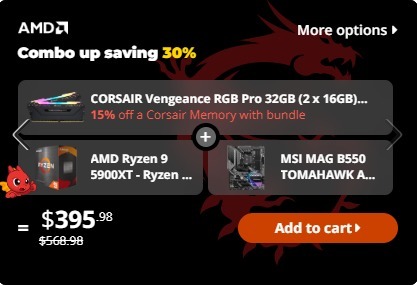 AMD
More options
Combo up saving 30%
CORSAIR Vengeance RGB Pro 32GB (2 x 16GB)...
15% off a Corsair Memory with bundle
+
AMD Ryzen 9
5900XT - Ryzen ...
MSI MAG B550
TOMAHAWK A...
RYZEN
= $395.98
$568.98
Add to cart